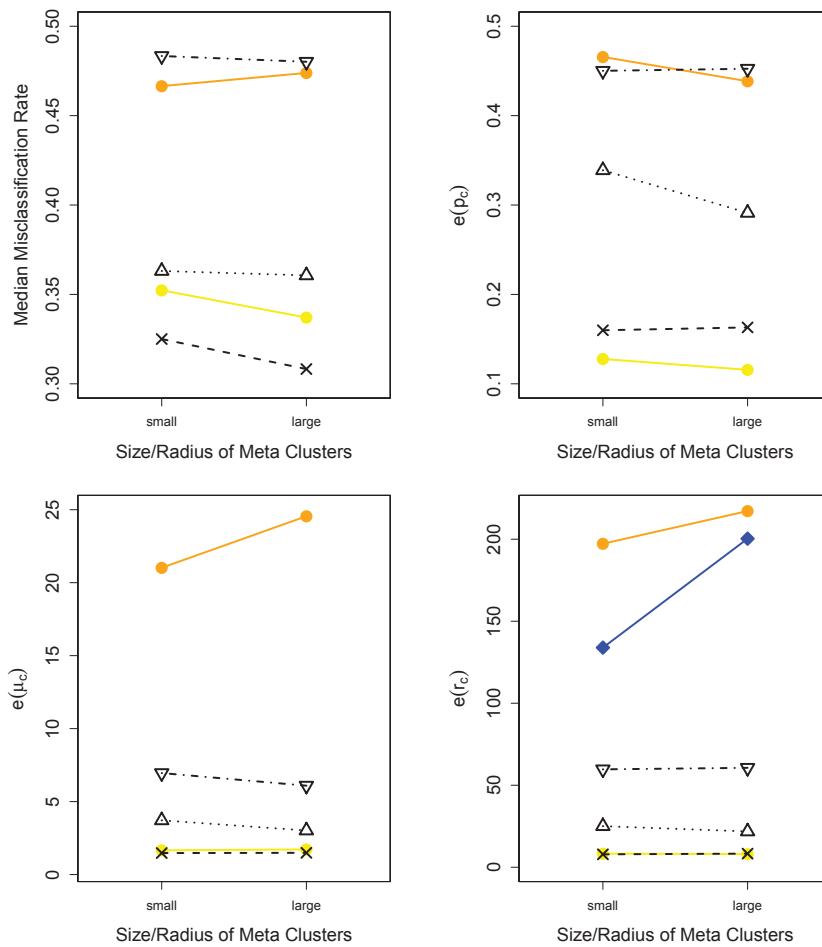 Median Misclassification Rate
0.50
0.45
0.40
0.35
0.30
small large
Size/Radius of Meta Clusters
e(p_c)
0.5
0.4
0.3
0.2
0.1
small large
Size/Radius of Meta Clusters
e(μ_c)
25
20
15
10
5
0
small large
Size/Radius of Meta Clusters
e(r_c)
200
150
100
50
0
small large
Size/Radius of Meta Clusters